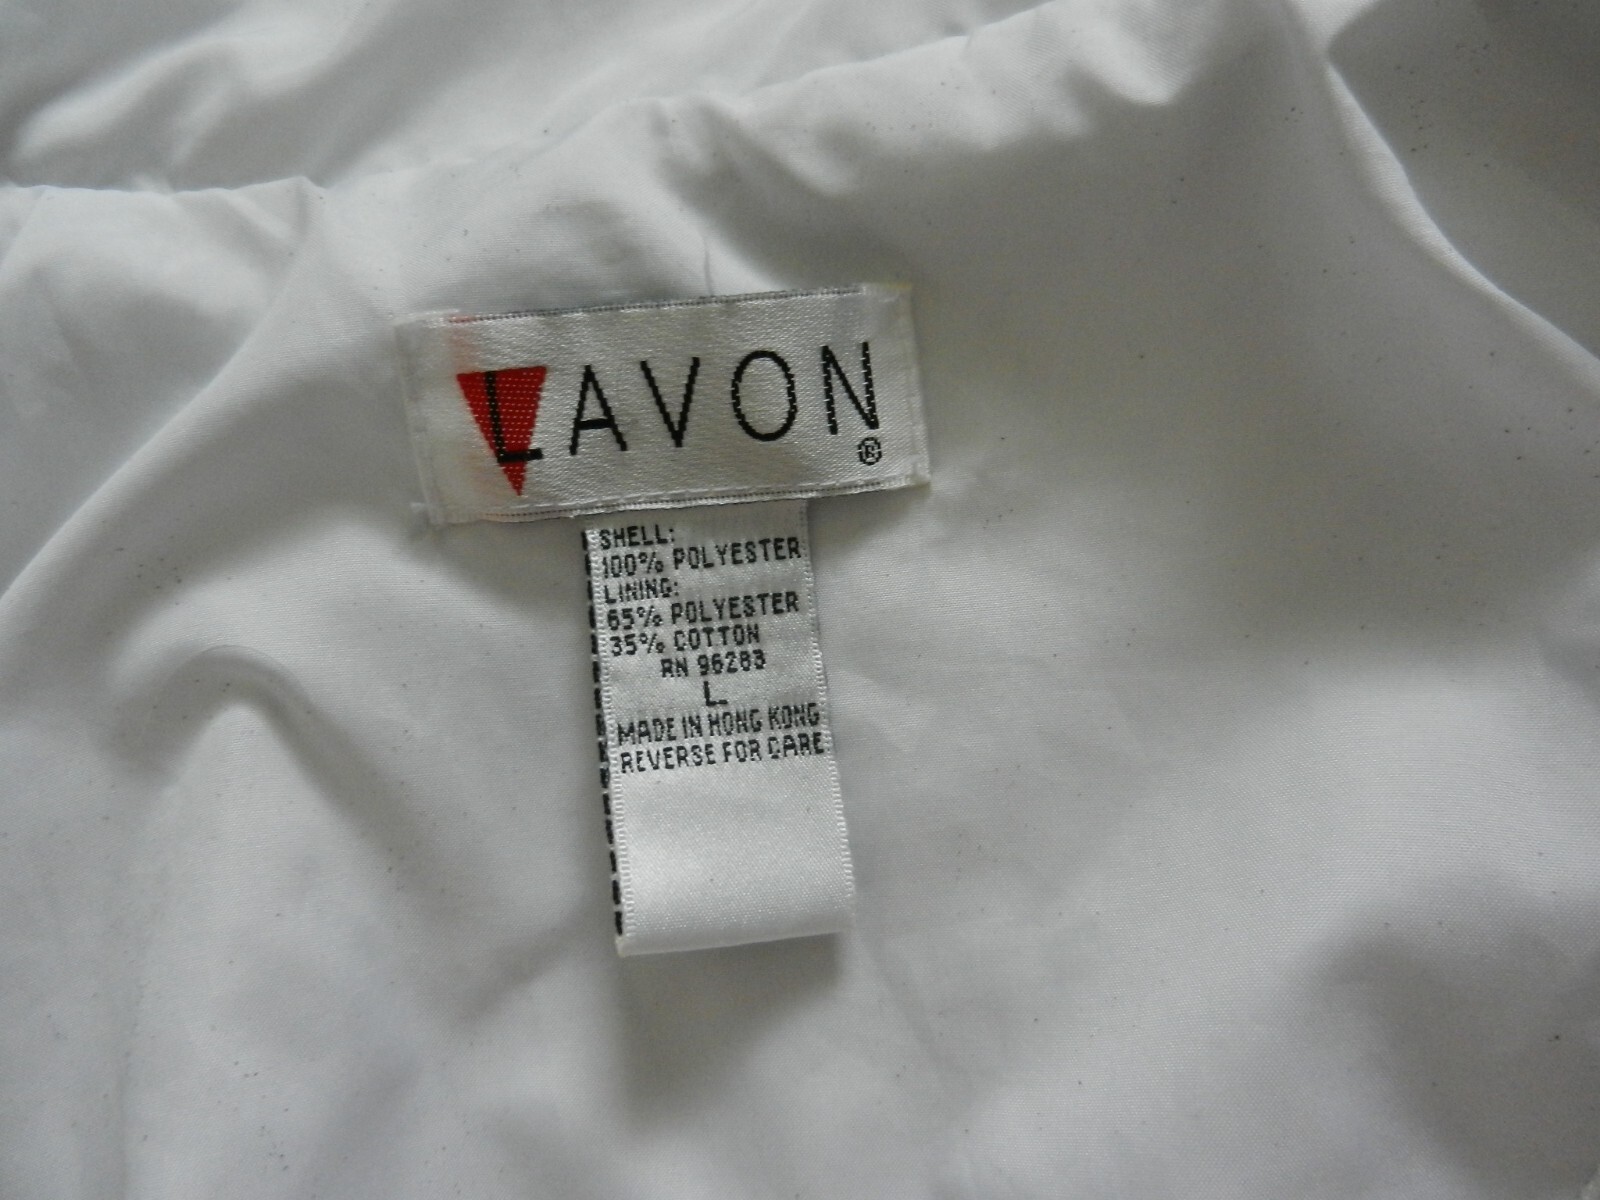 LAVON
®
SHELL:
100% POLYESTER
LINING:
65% POLYESTER
35% COTTON
RN 96283
L
MADE IN HONG KONG
REVERSE FOR CARE